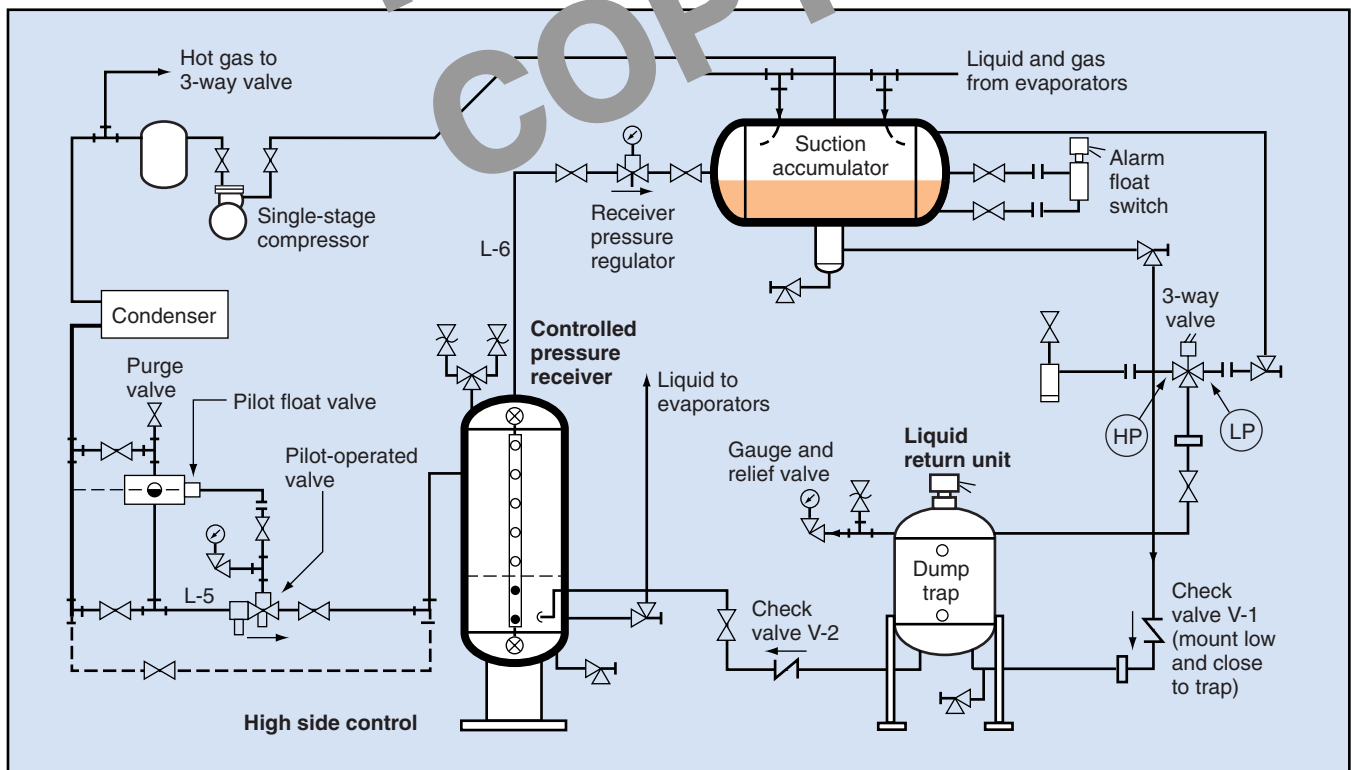 COPY
Hot gas to
3-way valve
Liquid and gas
from evaporators
Suction
accumulator
Alarm
float
switch
Single-stage
compressor
Receiver
pressure
regulator
L-6
3-way
valve
Condenser
Controlled
pressure
receiver
Purge
valve
Pilot float valve
Liquid to
evaporators
HP
LP
Pilot-operated
valve
Gauge and
relief valve
Liquid
return unit
Dump
trap
L-5
Check
valve V-2
Check
valve V-1
(mount low
and close
to trap)
High side control